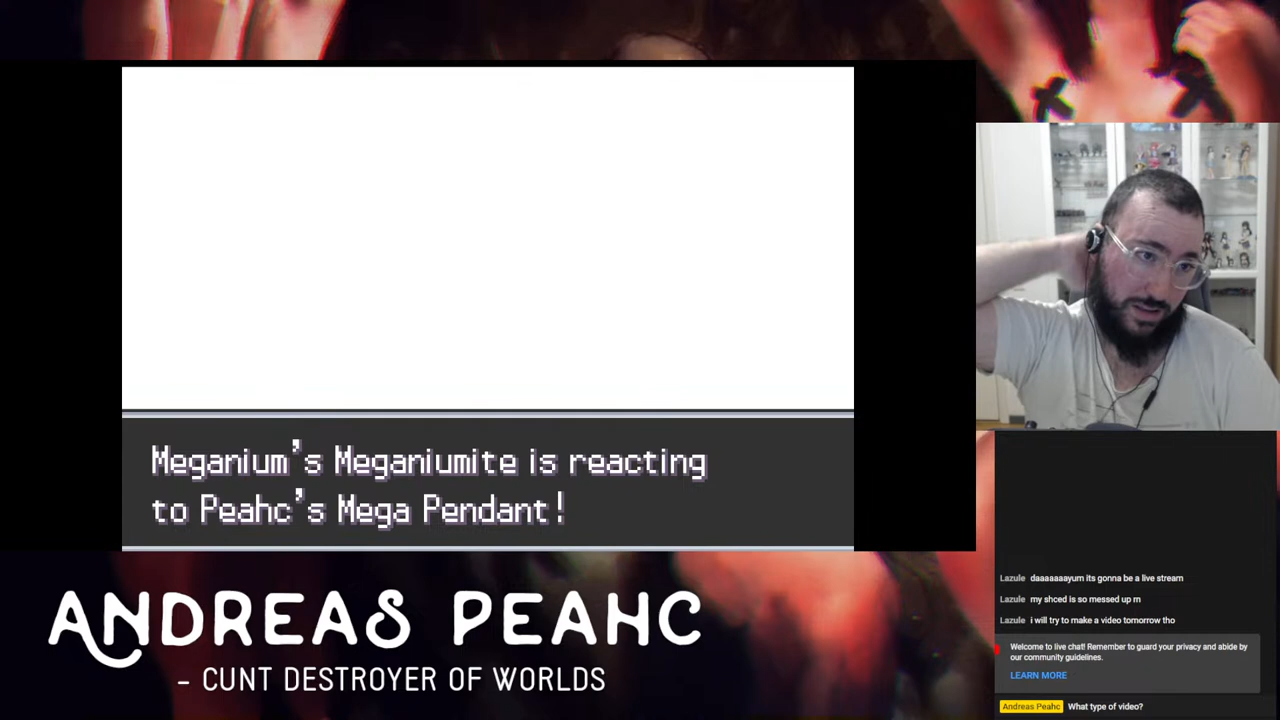 Meganium's Meganiumite is reacting
to Peahc's Mega Pendant!
ANDREAS PEAHC
- CUNT DESTROYER OF WORLDS
Lazule daaaaaaayum its gonna be a live stream
Lazule my shced is so messed up rn
Lazule i will try to make a video tomorrow tho
Welcome to live chat! Remember to guard your privacy and abide by
our community guidelines.
LEARN MORE
Andreas Peahc What type of video?